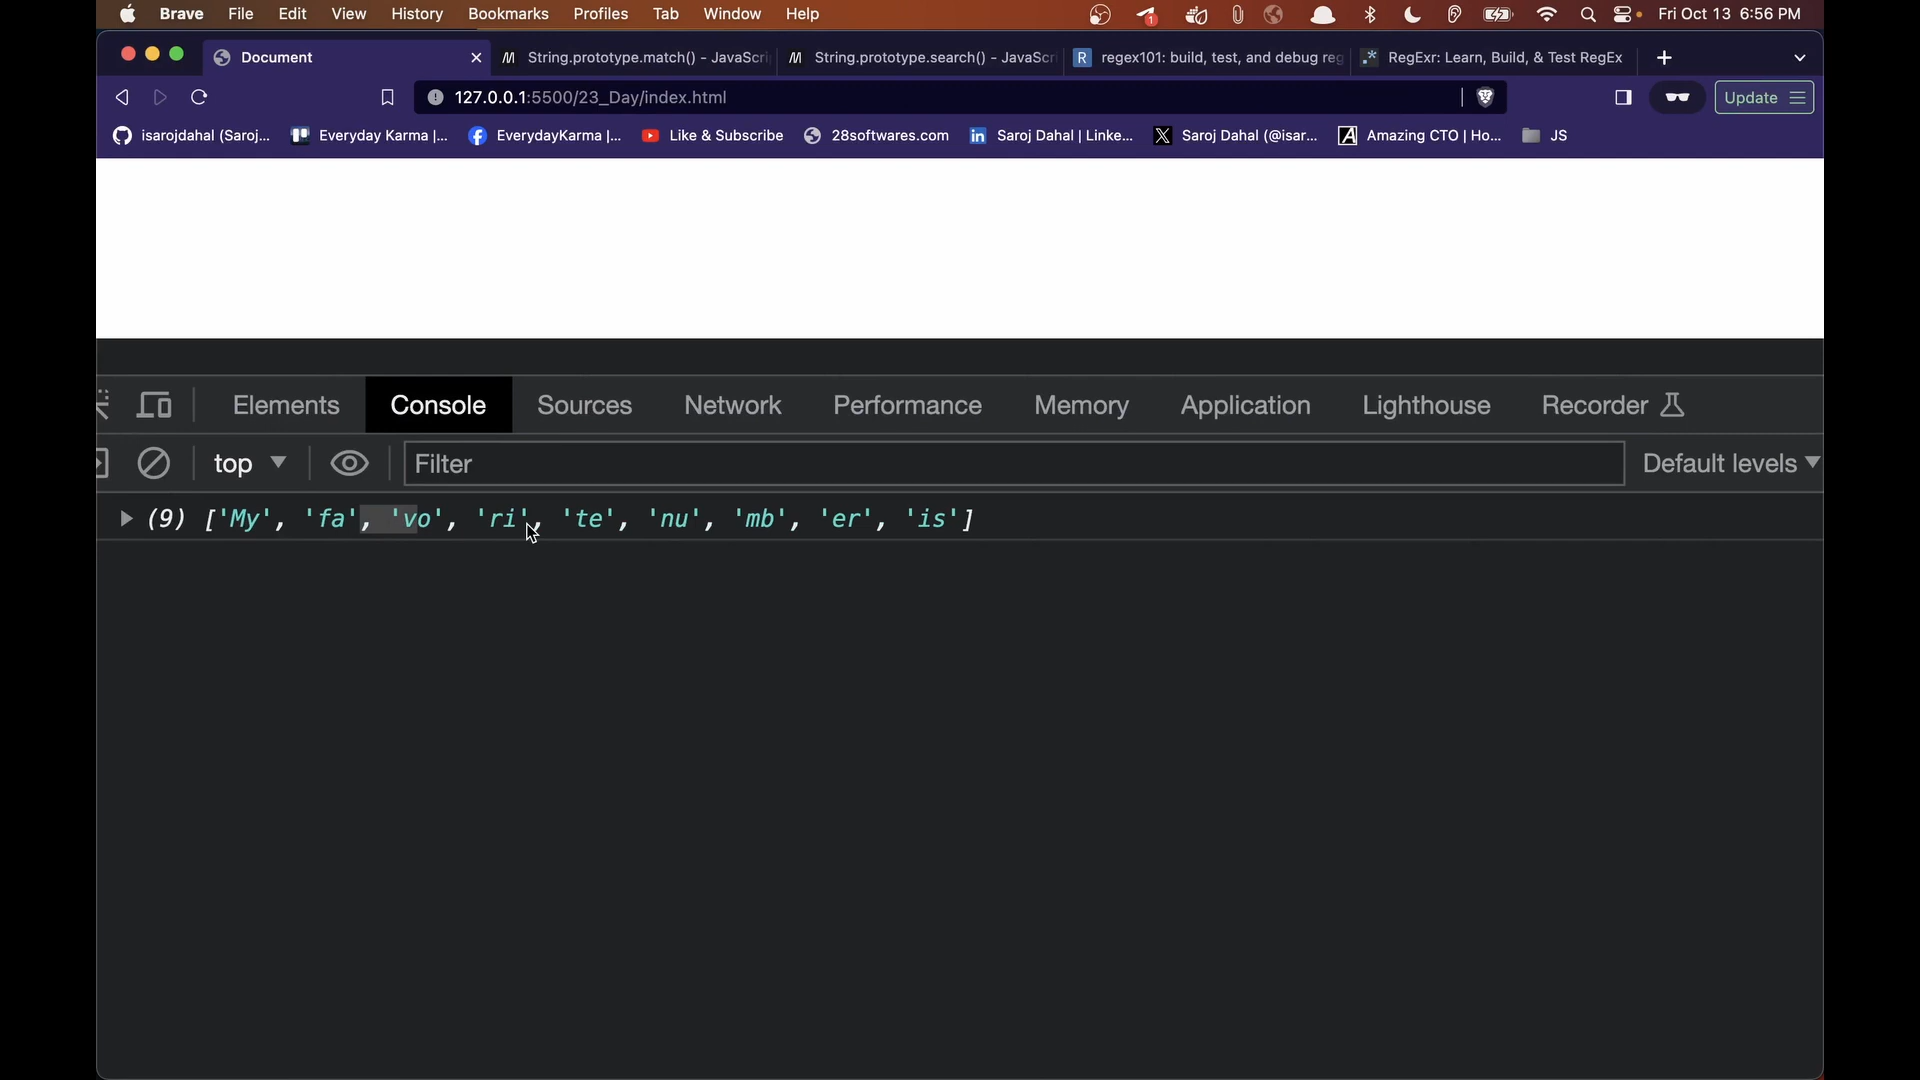 Brave File Edit View History Bookmarks Profiles Tab Window Help 1 Fri Oct 13 6:56 PM
Document String.prototype.match() - JavaScri String.prototype.search() - JavaSc R regex101: build, test, and debug reg RegExr: Learn, Build, & Test RegEx
127.0.0.1:5500/23_Day/index.html Update
isarojdahal (Saroj... Everyday Karma |... EverydayKarma |... Like & Subscribe 28softwares.com in Saroj Dahal | Linke... X Saroj Dahal (@isar... A Amazing CTO | Ho... JS
Elements Console Sources Network Performance Memory Application Lighthouse Recorder
top Filter Default levels
(9) ['My', 'fa', 'vo', 'ri', 'te', 'nu', 'mb', 'er', 'is']